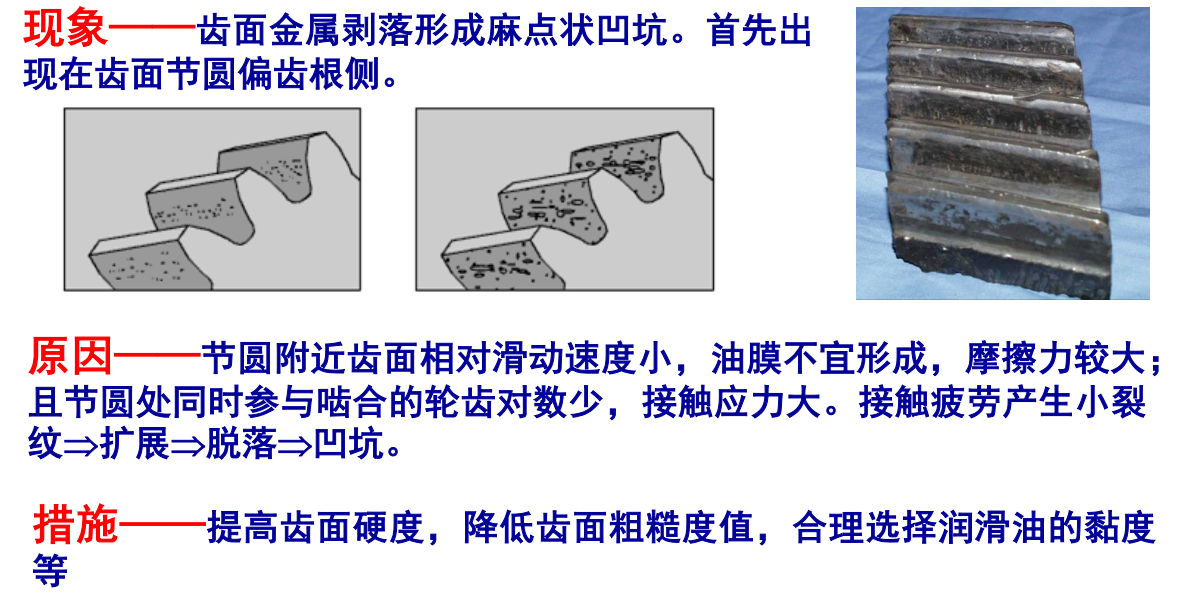 现象——齿面金属剥落形成麻点状凹坑。首先出
现在齿面节圆偏齿根侧。
原因——节圆附近齿面相对滑动速度小，油膜不宜形成，摩擦力较大；
且节圆处同时参与啮合的轮齿对数少，接触应力大。接触疲劳产生小裂
纹⇒扩展⇒脱落⇒凹坑。
措施——提高齿面硬度，降低齿面粗糙度值，合理选择润滑油的黏度
等